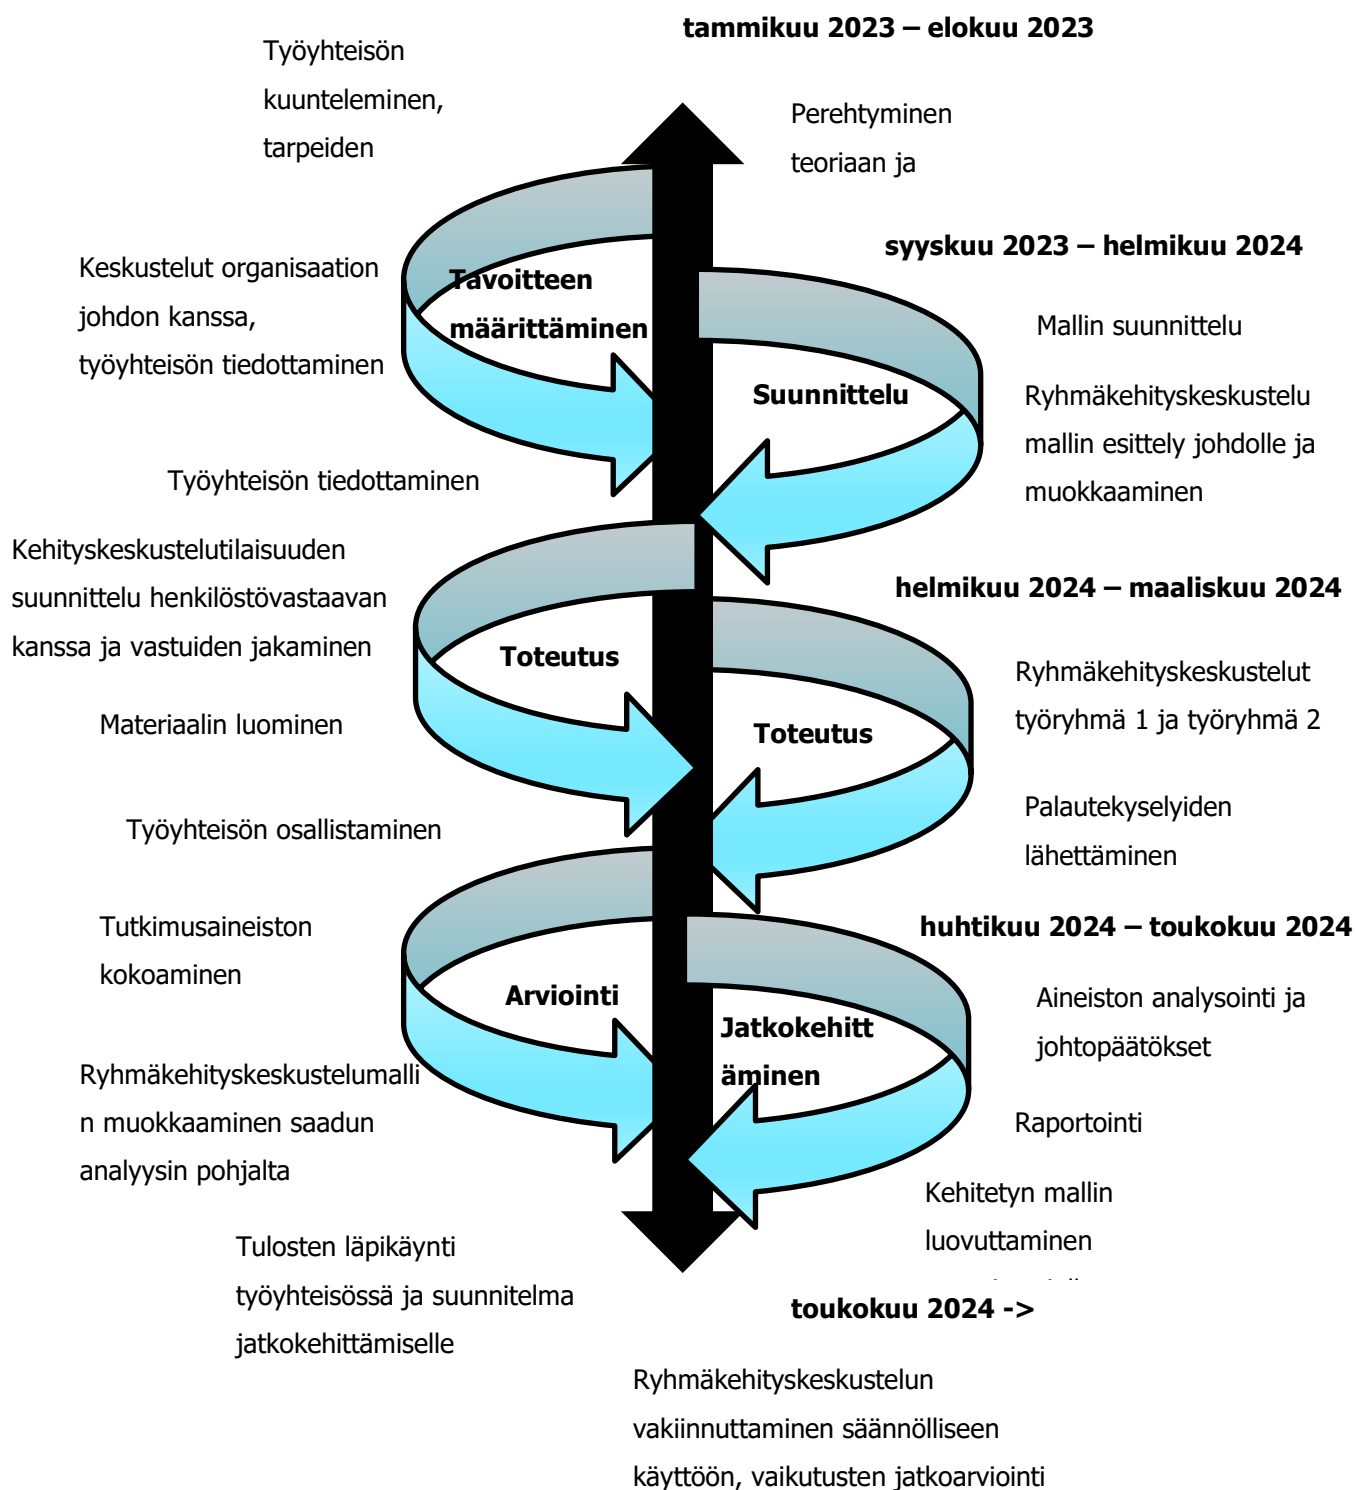 tammikuu 2023 – elokuu 2023
Työyhteisön
kuunteleminen,
tarpeiden
Perehtyminen
teoriaan ja
Keskustelut organisaation
johdon kanssa,
työyhteisön tiedottaminen
Tavoitteen
määrittäminen
syyskuu 2023 – helmikuu 2024
Mallin suunnittelu
Suunnittelu
Ryhmäkehityskeskustelu
mallin esittely johdolle ja
muokkaaminen
Työyhteisön tiedottaminen
Kehityskeskustelutilaisuuden
suunnittelu henkilöstövastaavan
kanssa ja vastuiden jakaminen
Toteutus
Materiaalin luominen
helmikuu 2024 – maaliskuu 2024
Ryhmäkehityskeskustelut
työryhmä 1 ja työryhmä 2
Toteutus
Palautekyselyiden
lähettäminen
Työyhteisön osallistaminen
Tutkimusaineiston
kokoaminen
Arviointi
Ryhmäkehityskeskustelumalli
n muokkaaminen saadun
analyysin pohjalta
huhtikuu 2024 – toukokuu 2024
Aineiston analysointi ja
johtopäätökset
Jatkokehitt
äminen
Raportointi
Kehitetyn mallin
luovuttaminen
Tulosten läpikäynti
työyhteisössä ja suunnitelma
jatkokehittämiselle
toukokuu 2024 ->
Ryhmäkehityskeskustelun
vakiinnuttaminen säännölliseen
käyttöön, vaikutusten jatkoarviointi